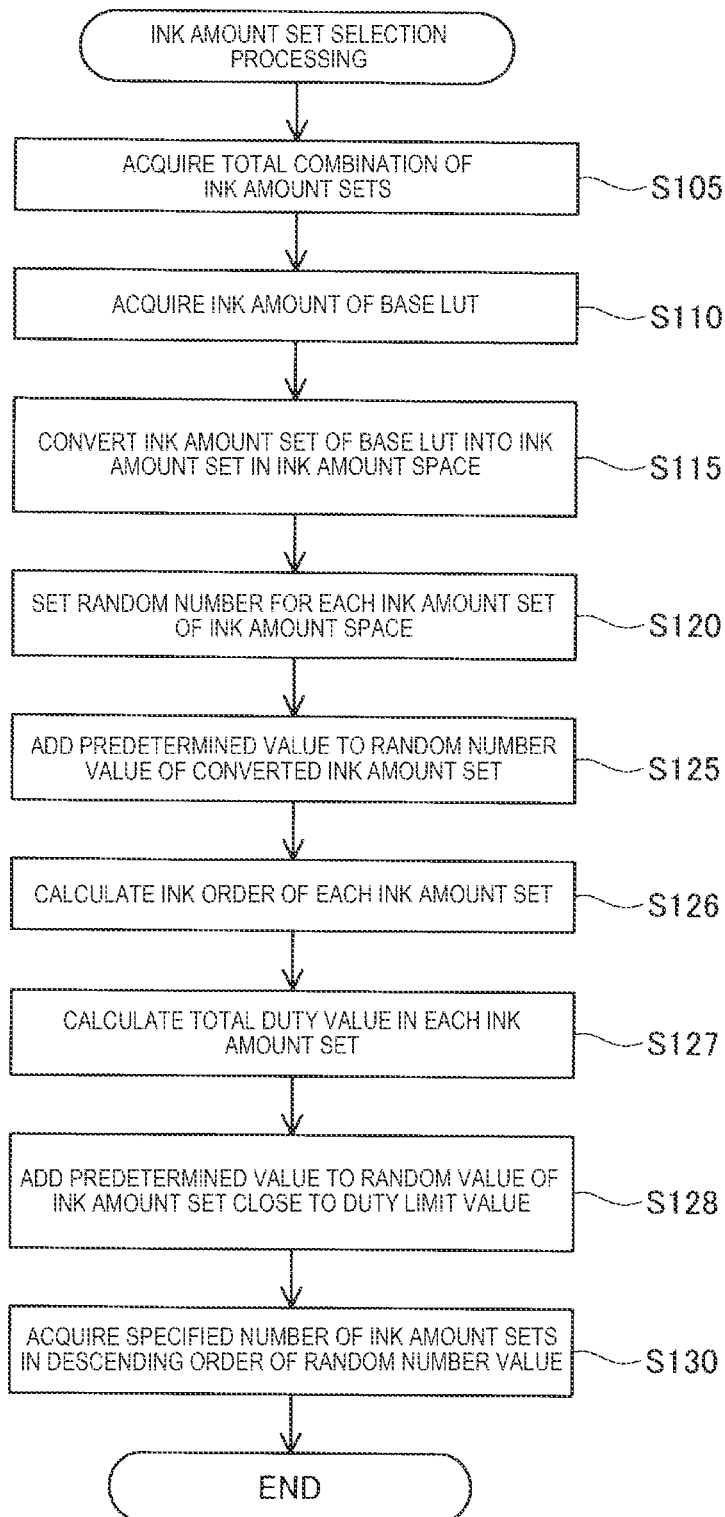 INK AMOUNT SET SELECTION
PROCESSING
ACQUIRE TOTAL COMBINATION OF
INK AMOUNT SETS
S105
ACQUIRE INK AMOUNT OF BASE LUT
S110
CONVERT INK AMOUNT SET OF BASE LUT INTO INK
AMOUNT SET IN INK AMOUNT SPACE
S115
SET RANDOM NUMBER FOR EACH INK AMOUNT SET
OF INK AMOUNT SPACE
S120
ADD PREDETERMINED VALUE TO RANDOM NUMBER
VALUE OF CONVERTED INK AMOUNT SET
S125
CALCULATE INK ORDER OF EACH INK AMOUNT SET
S126
CALCULATE TOTAL DUTY VALUE IN EACH INK
AMOUNT SET
S127
ADD PREDETERMINED VALUE TO RANDOM VALUE OF
INK AMOUNT SET CLOSE TO DUTY LIMIT VALUE
S128
ACQUIRE SPECIFIED NUMBER OF INK AMOUNT SETS
IN DESCENDING ORDER OF RANDOM NUMBER VALUE
S130
END